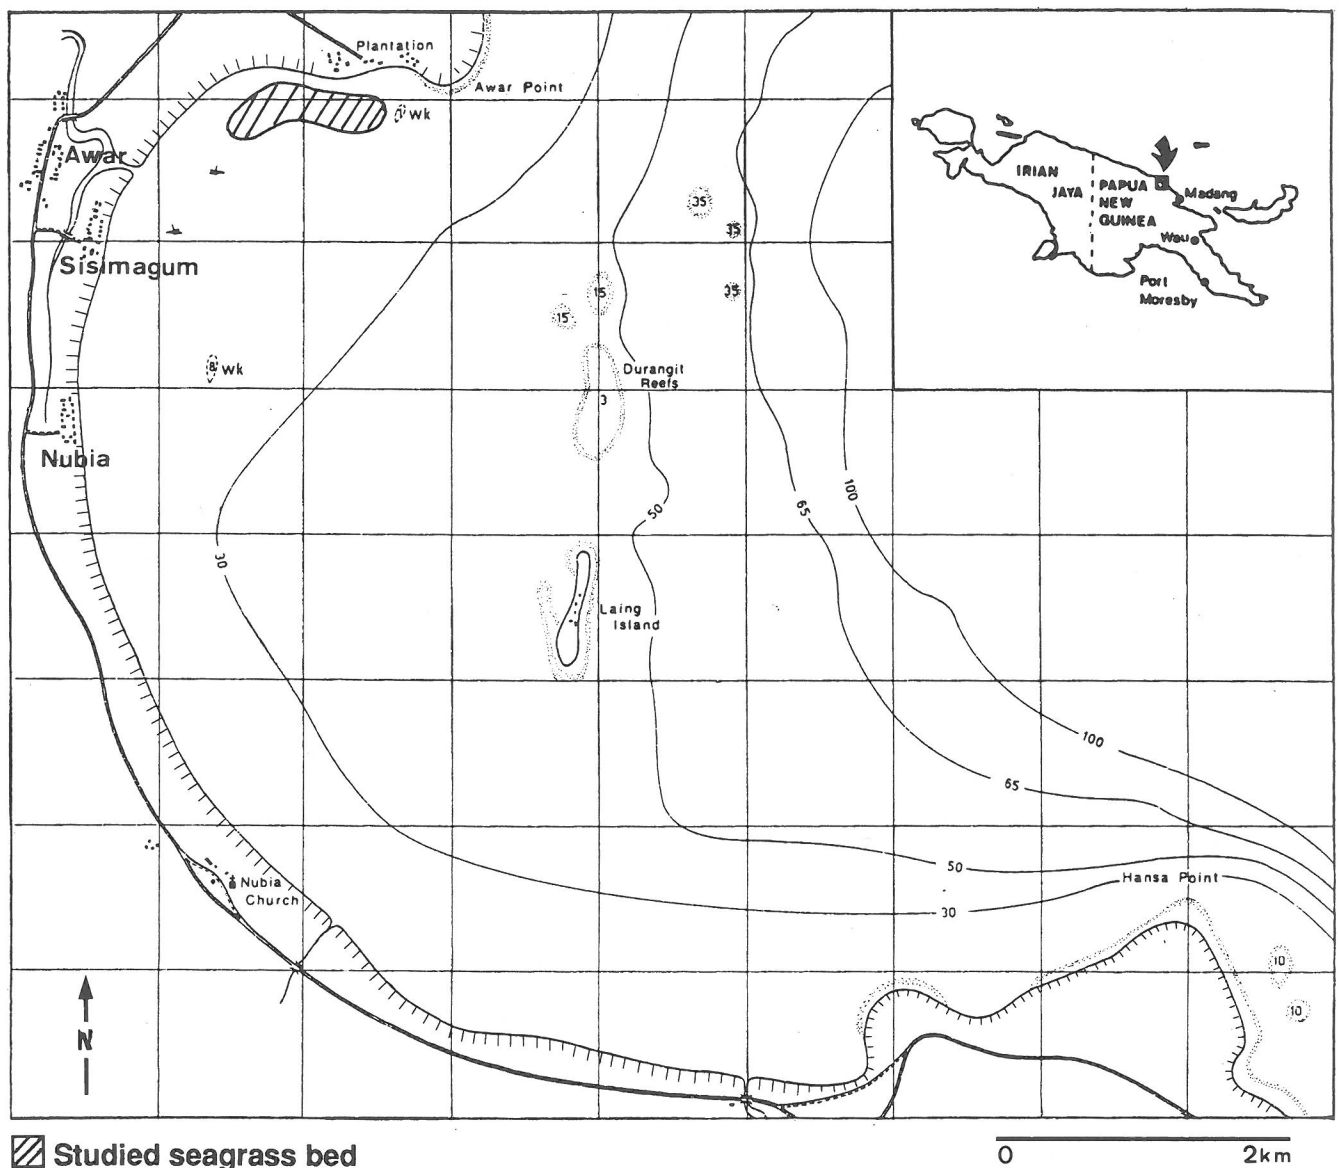 Plantation
Awar Point
7 Wk
Awar
Sisimagum
35
35
35
15
15
8 Wk
Durangit
Reefs
3
Nubia
50
65
100
30
Laing
Island
100
65
50
30
Hansa Point
Nubia
Church
10
10
N
IRIAN
JAYA
PAPUA
NEW
GUINEA
Madang
Wau
Port
Moresby
Studied seagrass bed
0 2km